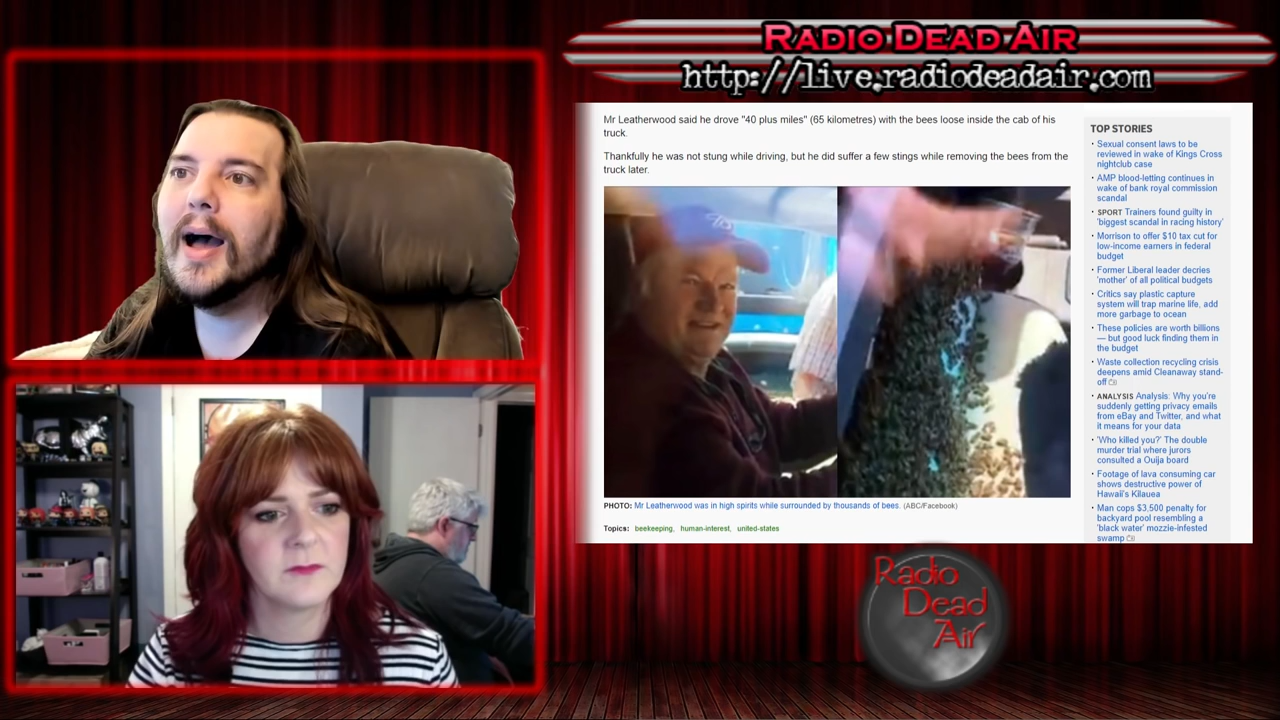 RADIO DEAD AIR
http://live.radiodeadair.com
Mr Leatherwood said he drove "40 plus miles" (65 kilometres) with the bees loose inside the cab of his
truck.
Thankfully he was not stung while driving, but he did suffer a few stings while removing the bees from the
truck later.
PHOTO: Mr Leatherwood was in high spirits while surrounded by thousands of bees. (ABC/Facebook)
Topics: beekeeping, human-interest, united-states
TOP STORIES
Sexual consent laws to be
reviewed in wake of Kings Cross
nightclub case
AMP blood-letting continues in
wake of bank royal commission
scandal
SPORT Trainers found guilty in
'biggest scandal in racing history'
Morrison to offer $10 tax cut for
low-income earners in federal
budget
Former Liberal leader decries
'mother' of all political budgets
Critics say plastic capture
system will trap marine life, add
more garbage to ocean
These policies are worth billions
— but good luck finding them in
the budget
Waste collection recycling crisis
deepens amid Cleanaway stand-
off
ANALYSIS Analysis: Why you're
suddenly getting privacy emails
from eBay and Twitter, and what
it means for your data
'Who killed you?' The double
murder trial where jurors
consulted a Ouija board
Footage of lava consuming car
shows destructive power of
Hawaii's Kilauea
Man cops $3,500 penalty for
backyard pool resembling a
'black water' mozzie-infested
swamp
Radio
Dead
Air